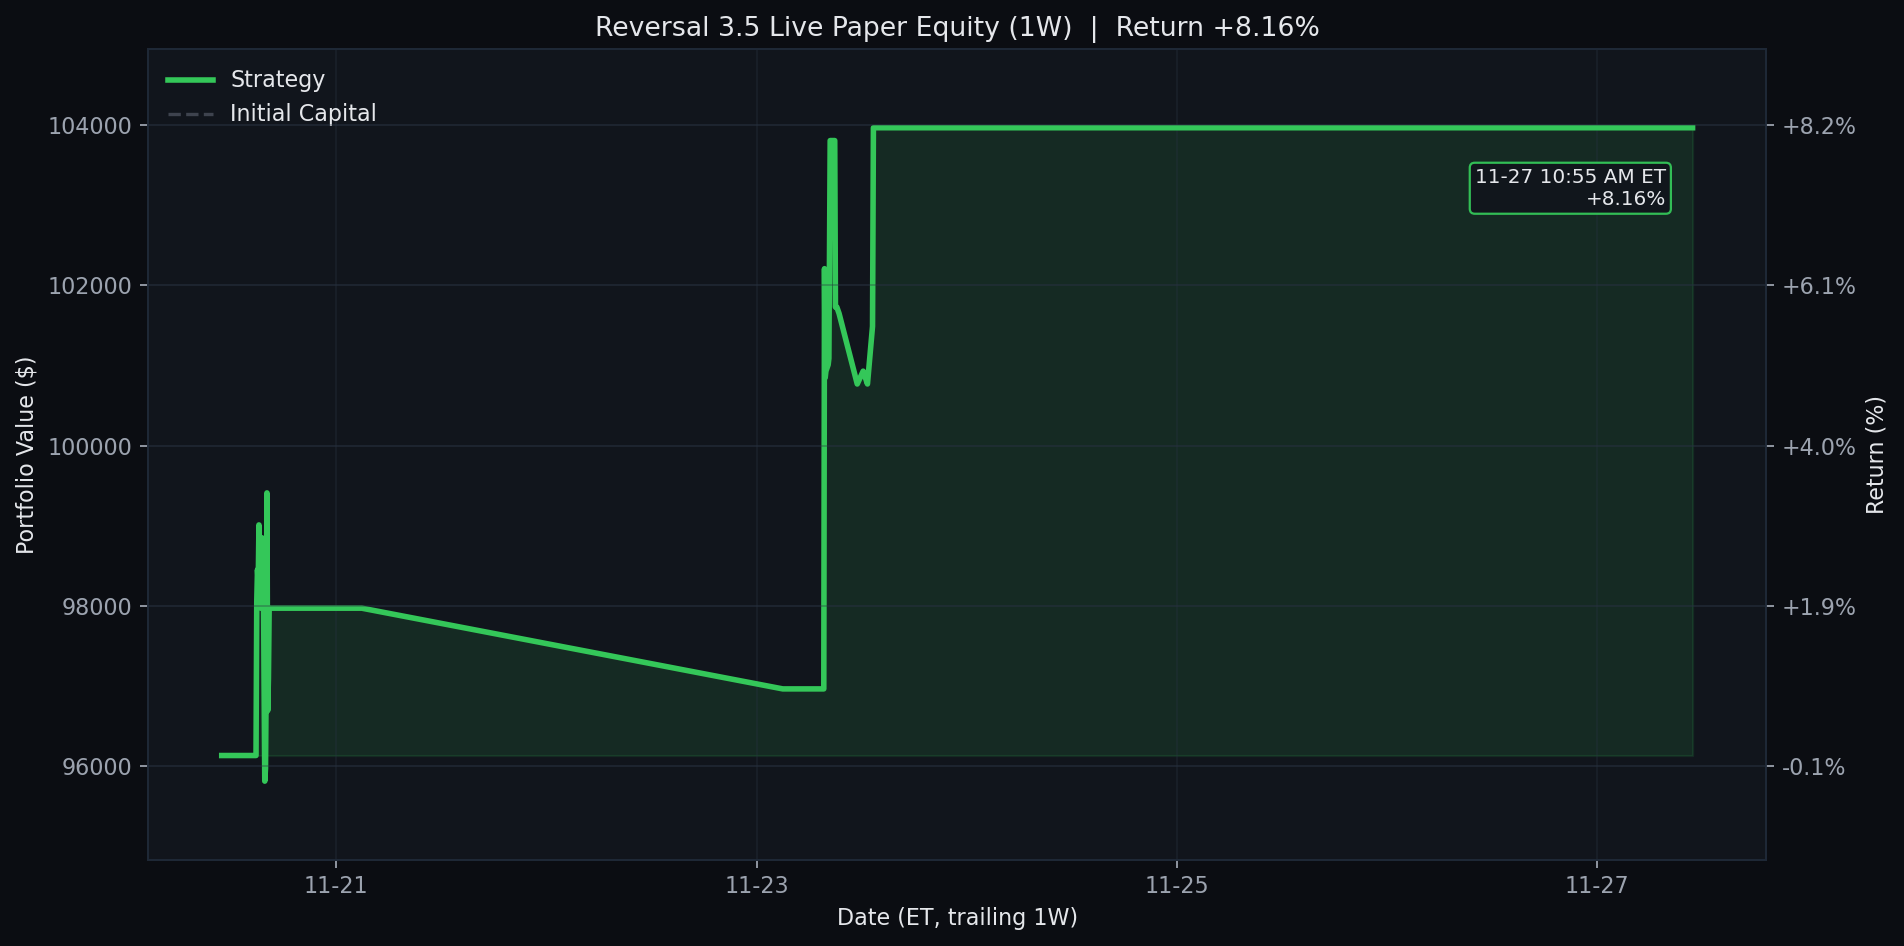 Reversal 3.5 Live Paper Equity (1W)  |  Return +8.16%
Strategy
Initial Capital
104000
102000
100000
98000
96000
Portfolio Value ($)
+8.2%
+6.1%
+4.0%
+1.9%
-0.1%
Return (%)
11-27 10:55 AM ET
+8.16%
11-21
11-23
11-25
11-27
Date (ET, trailing 1W)